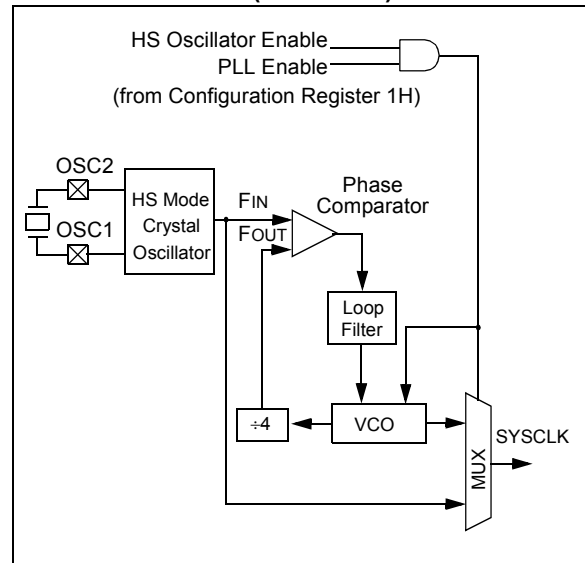 HS Oscillator Enable
PLL Enable
(from Configuration Register 1H)
OSC2
OSC1
HS Mode
Crystal
Oscillator
FIN
FOUT
Phase
Comparator
Loop
Filter
÷4
VCO
MUX
SYSCLK